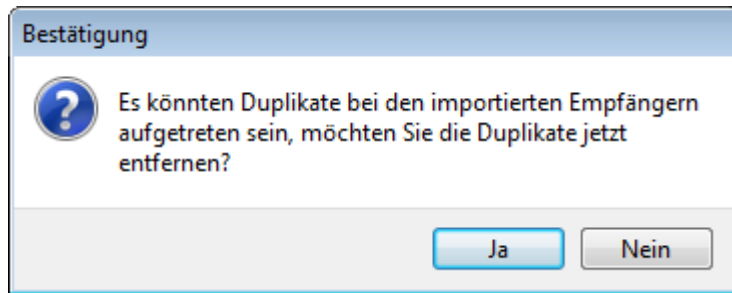 Bestätigung
Es könnten Duplikate bei den importierten Empfängern
aufgetreten sein, möchten Sie die Duplikate jetzt
entfernen?
Ja
Nein